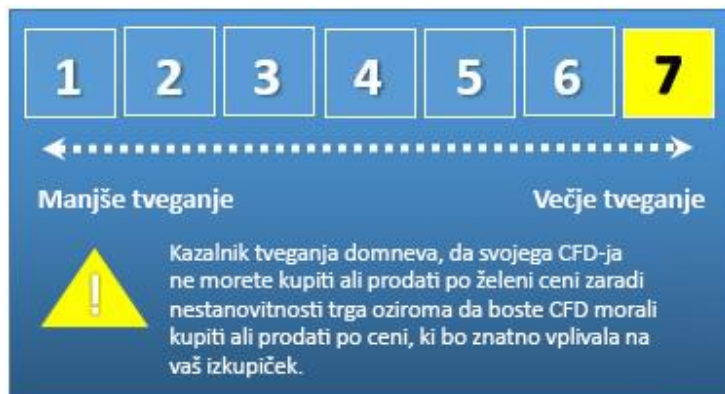 1 2 3 4 5 6 7
Manjše tveganje Večje tveganje
!
Kazalnik tveganja domneva, da svojega CFD-ja
ne morete kupiti ali prodati po želeni ceni zaradi
nestanovitnosti trga oziroma da boste CFD morali
kupiti ali prodati po ceni, ki bo znatno vplivala na
vaš izkupiček.